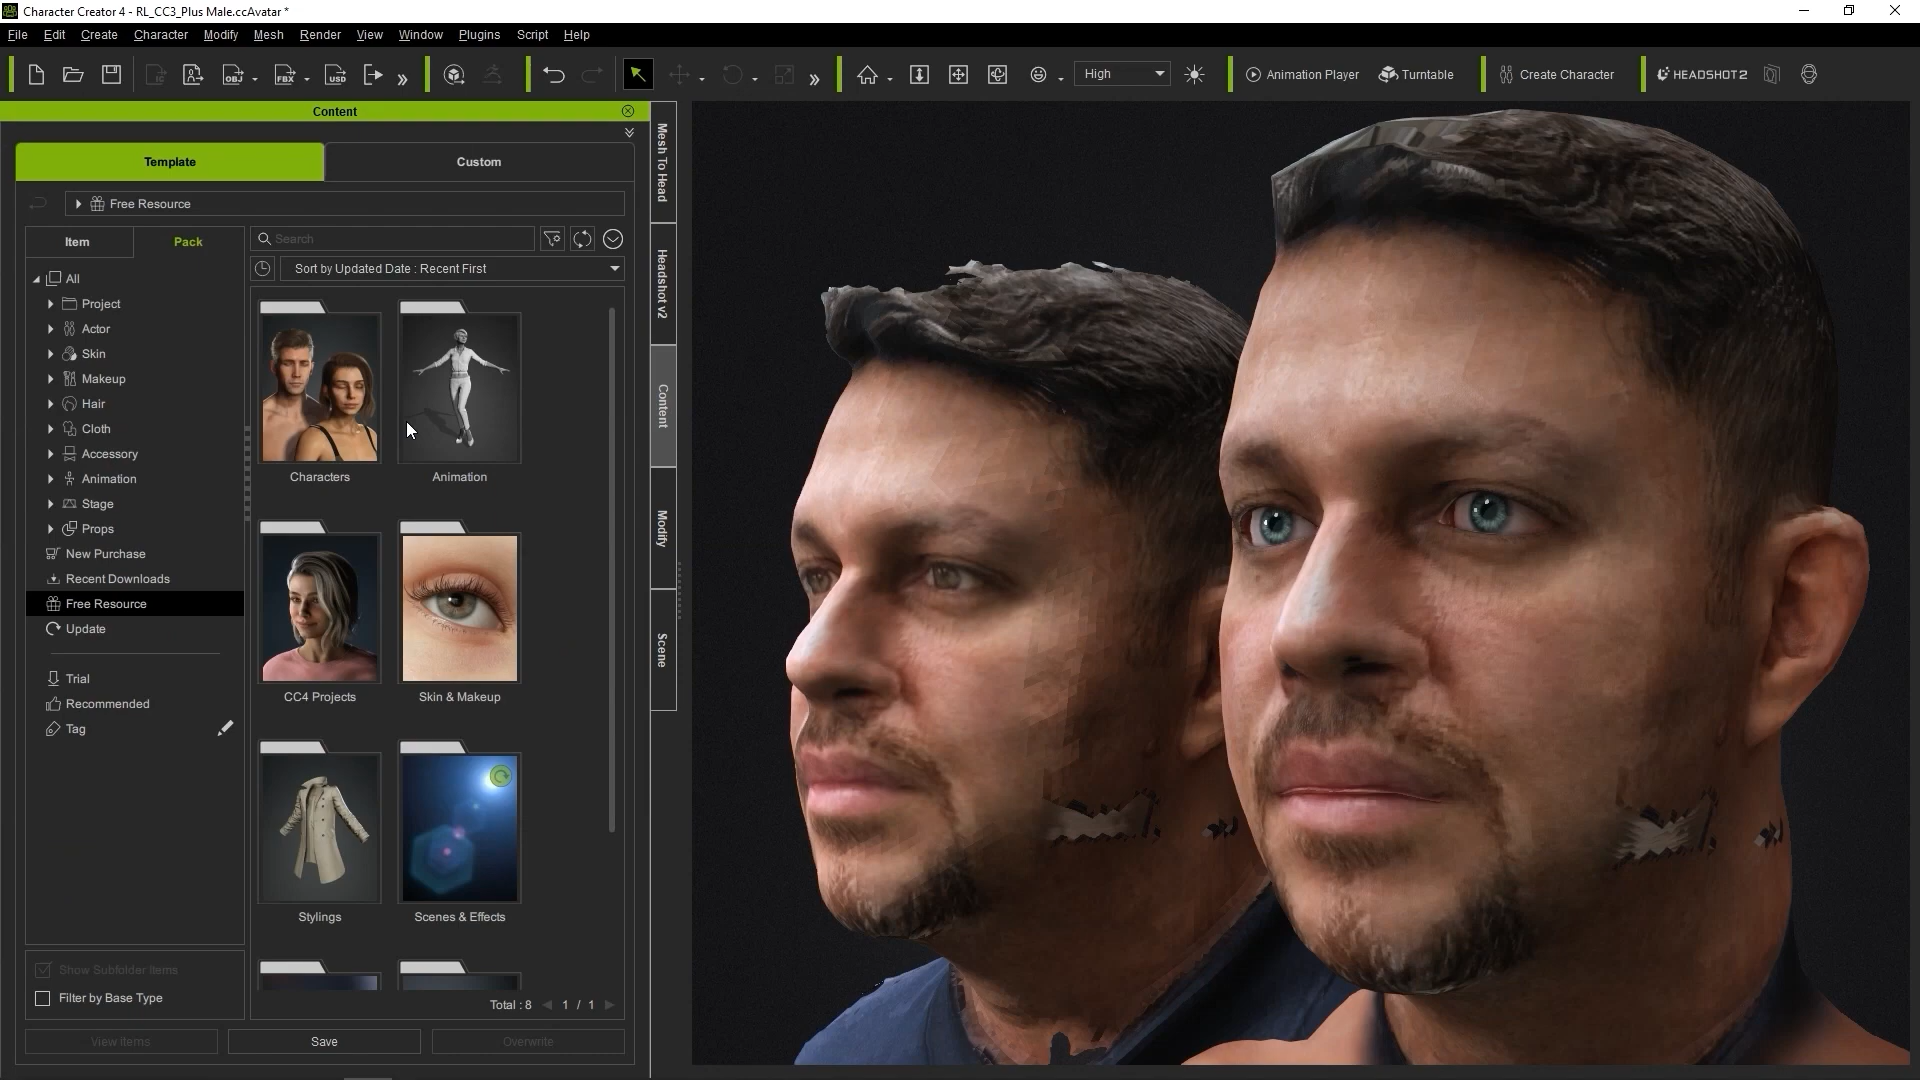 Character Creator 4 - RL_CC3_Plus Male.ccAvatar *
File Edit Create Character Modify Mesh Render View Window Plugins Script Help
OBJ FBX USD High Animation Player Turntable Create Character HEADSHOT2
Content
Template Custom
Free Resource
Item Pack
Search
Sort by Updated Date : Recent First
All
Project
Actor
Skin
Makeup
Hair
Cloth
Accessory
Animation
Stage
Props
New Purchase
Recent Downloads
Free Resource
Update
Trial
Recommended
Tag
Characters Animation
CC4 Projects Skin & Makeup
Stylings Scenes & Effects
Show Subfolder Items
Filter by Base Type
Total : 8 1 / 1
View Items Save Overwrite
Mesh To Head
Headshot v2
Content
Modify
Scene